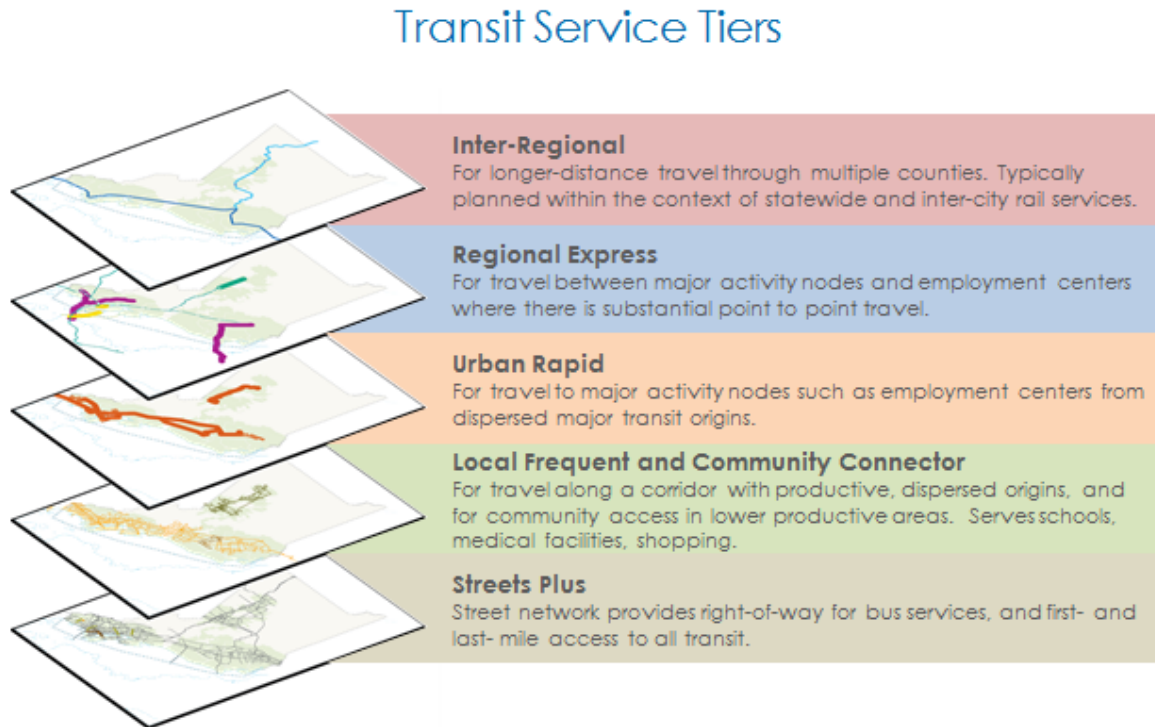 Transit Service Tiers
Inter-Regional
For longer-distance travel through multiple counties. Typically
planned within the context of statewide and inter-city rail services.
Regional Express
For travel between major activity nodes and employment centers
where there is substantial point to point travel.
Urban Rapid
For travel to major activity nodes such as employment centers from
dispersed major transit origins.
Local Frequent and Community Connector
For travel along a corridor with productive, dispersed origins, and
for community access in lower productive areas. Serves schools,
medical facilities, shopping.
Streets Plus
Street network provides right-of-way for bus services, and first- and
last- mile access to all transit.